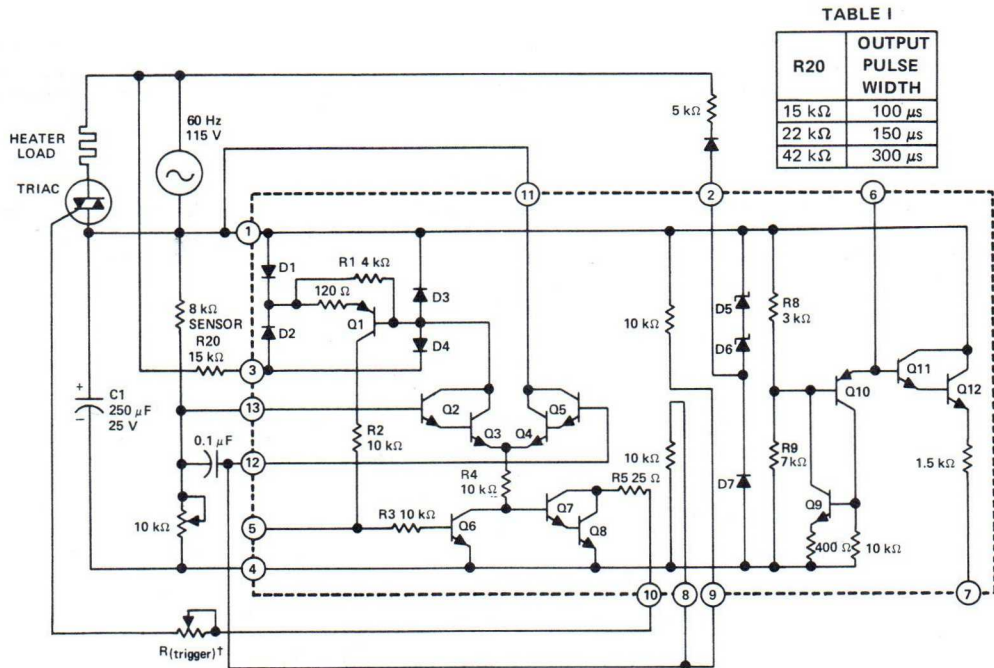 TABLE I
R20
OUTPUT
PULSE
WIDTH
15 kΩ 100 μs
22 kΩ 150 μs
42 kΩ 300 μs
60 Hz
115 V
5 kΩ
HEATER
LOAD
TRIAC
11
2
6
1
R1 4 kΩ
120 Ω
D1
D2
D3
D4
Q1
8 kΩ
SENSOR
R20
15 kΩ
3
10 kΩ
D5
D6
R8
3 kΩ
Q10
Q11
Q12
C1
250 μF
25 V
+
−
13
Q2
Q3
Q4
Q5
0.1 μF
12
R2
10 kΩ
R4
10 kΩ
R5 25 Ω
10 kΩ
D7
R9
7 kΩ
Q9
1.5 kΩ
10 kΩ
5
R3 10 kΩ
Q6
Q7
Q8
400 Ω
10 kΩ
4
10
8
9
7
R(trigger)†